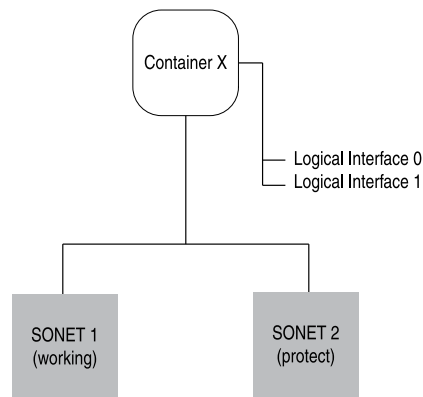 Container X
Logical Interface 0
Logical Interface 1
SONET 1
(working)
SONET 2
(protect)